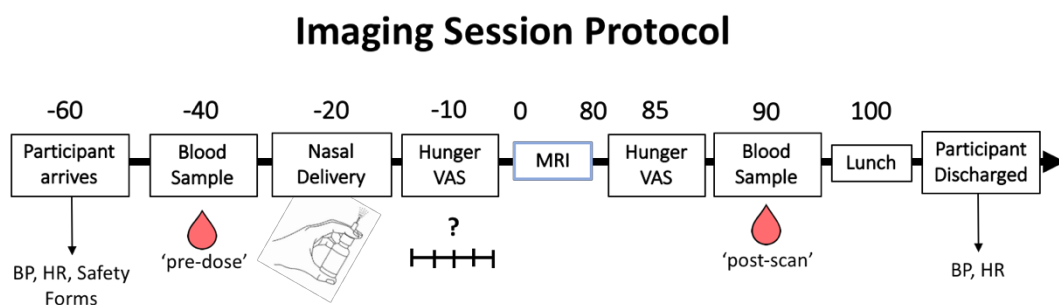 Imaging Session Protocol
-60
-40
-20
-10
0
80
85
90
100
Participant
arrives
Blood
Sample
Nasal
Delivery
Hunger
VAS
MRI
Hunger
VAS
Blood
Sample
Lunch
Participant
Discharged
?
'pre-dose'
'post-scan'
BP, HR, Safety
Forms
BP, HR